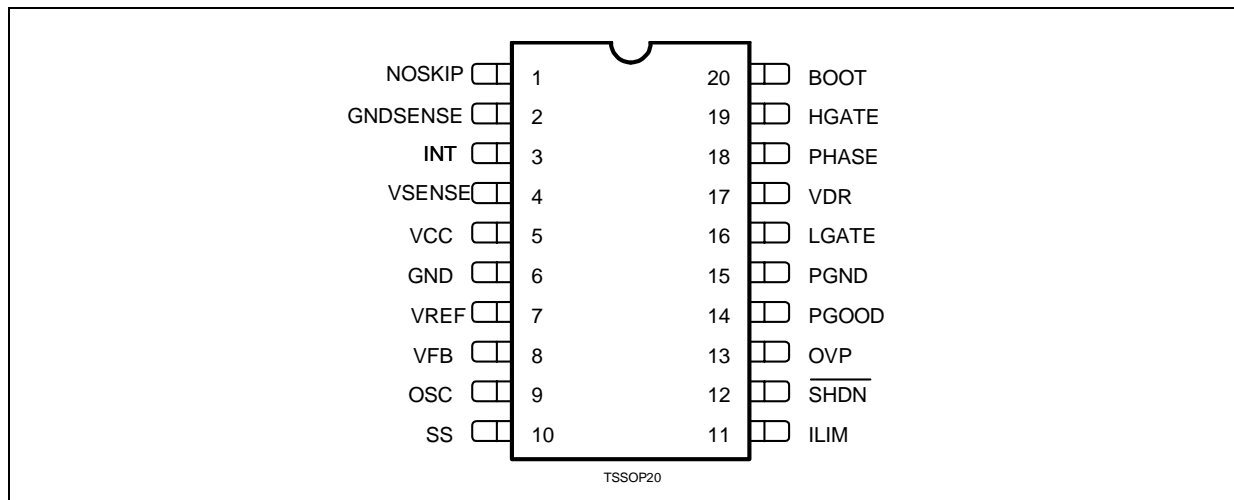 NOSKIP 1 20 BOOT
GNDSENSE 2 19 HGATE
INT 3 18 PHASE
VSENSE 4 17 VDR
VCC 5 16 LGATE
GND 6 15 PGND
VREF 7 14 PGOOD
VFB 8 13 OVP
OSC 9 12 SHDN
SS 10 11 ILIM
TSSOP20